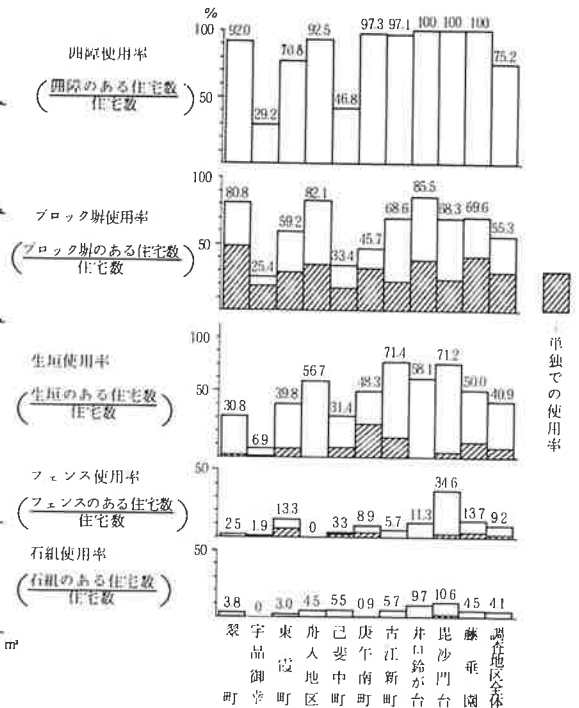 %
囲障使用率
(囲障のある住宅数
住宅数)
100
50
92.0 29.2 70.8 92.5 46.8 97.3 97.1 100 100 100 75.2
ブロック塀使用率
(ブロック塀のある住宅数
住宅数)
100
50
80.8 25.4 59.2 82.1 33.4 45.7 68.6 85.5 68.3 69.6 55.3
単独での使用率
生垣使用率
(生垣のある住宅数
住宅数)
100
50
30.8 6.9 39.8 56.7 31.4 48.3 71.4 58.1 71.2 50.0 40.9
フェンス使用率
(フェンスのある住宅数
住宅数)
50
2.5 1.9 13.3 0 3.3 8.9 5.7 11.3 34.6 13.7 9.2
石組使用率
(石組のある住宅数
住宅数)
50
3.8 0 3.0 4.5 5.5 0.9 5.7 9.7 10.6 4.5 4.1
翠町
宇品御幸
東霞町
舟入地区
己斐中町
庚午南町
古江新町
井口鈴が台
毘沙門台
藤垂園
調査地区全体
m²